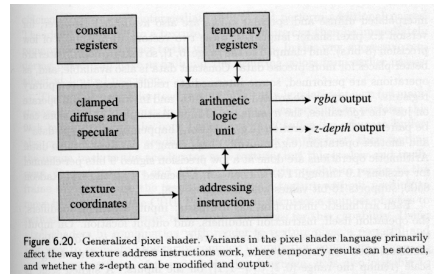 constant
registers
temporary
registers
clamped
diffuse and
specular
arithmetic
logic
unit
rgba output
z-depth output
texture
coordinates
addressing
instructions
Figure 6.20. Generalized pixel shader. Variants in the pixel shader language primarily
affect the way texture address instructions work, where temporary results can be stored,
and whether the z-depth can be modified and output.